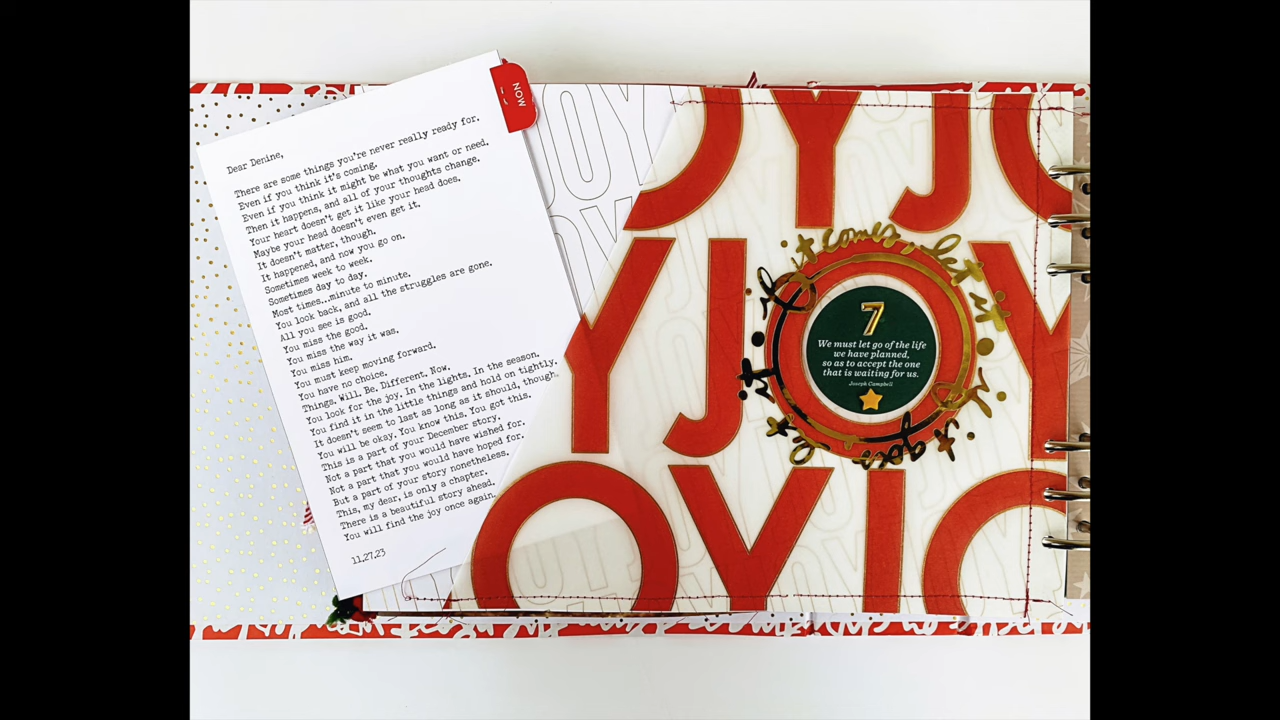 NOW
Dear Denine,
There are some things you're never really ready for.
Even if you think it's coming.
Even if you think it might be what you want or need.
Then it happens, and all of your thoughts change.
Your heart doesn't get it like your head does.
Maybe your head doesn't even get it.
It doesn't matter, though.
It happened, and now you go on.
Sometimes week to week.
Sometimes day to day.
Most times...minute to minute.
You look back, and all the struggles are gone.
All you see is good.
You miss the good.
You miss the way it was.
You miss him.
You must keep moving forward.
You have no choice.
Things. Will. Be. Different. Now.
You look for the joy. In the lights. In the season.
You find it in the little things and hold on tightly.
It doesn't seem to last as long as it should, though.
You will be okay. You know this. You got this.
This is a part of your December story.
Not a part that you would have wished for.
Not a part that you would have hoped for.
But a part of your story nonetheless.
This, my dear, is only a chapter.
There is a beautiful story ahead.
You will find the joy once again.
11.27.23
JOY
OYJO
YJOY
OYJO
it comes
let it
it goes
7
We must let go of the life
we have planned,
so as to accept the one
that is waiting for us.
Joseph Campbell